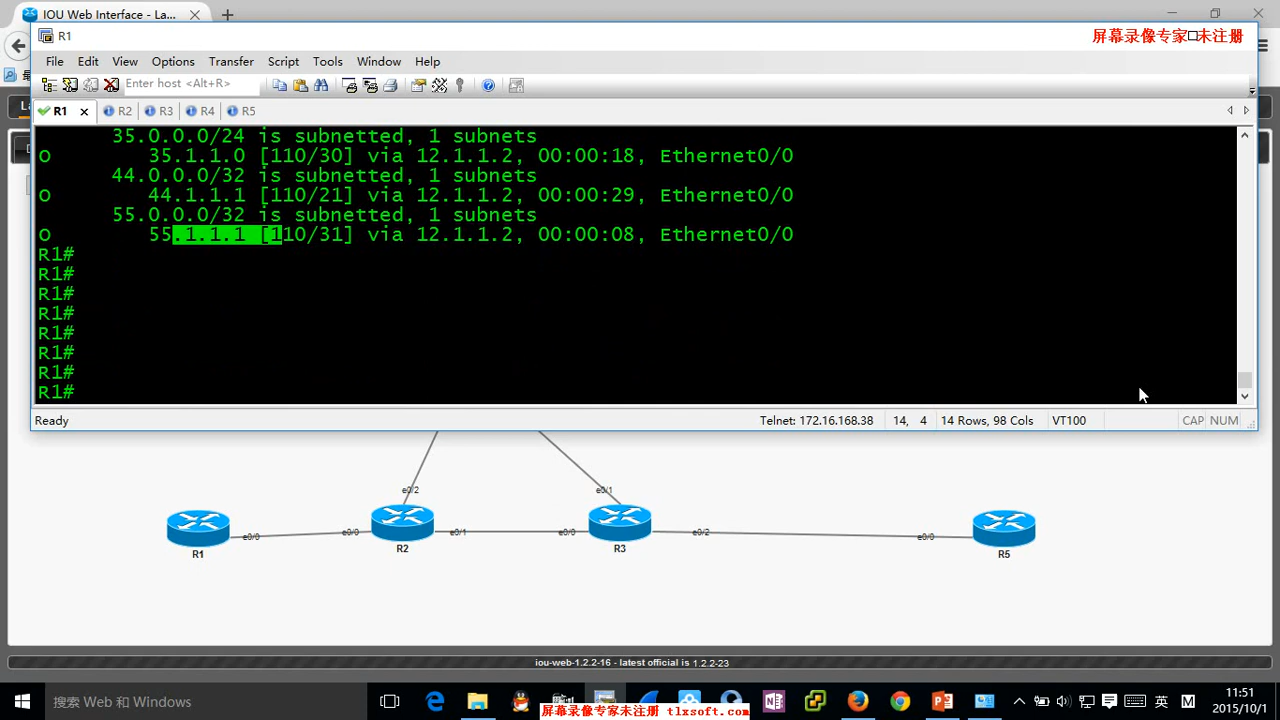 IOU Web Interface - La...
R1
屏幕录像专家□未注册
File Edit View Options Transfer Script Tools Window Help
Enter host <Alt+R>
R1 R2 R3 R4 R5
35.0.0.0/24 is subnetted, 1 subnets
O 35.1.1.0 [110/30] via 12.1.1.2, 00:00:18, Ethernet0/0
44.0.0.0/32 is subnetted, 1 subnets
O 44.1.1.1 [110/21] via 12.1.1.2, 00:00:29, Ethernet0/0
55.0.0.0/32 is subnetted, 1 subnets
O 55.1.1.1 [110/31] via 12.1.1.2, 00:00:08, Ethernet0/0
R1#
R1#
R1#
R1#
R1#
R1#
R1#
R1#
Ready Telnet: 172.16.168.38 14, 4 14 Rows, 98 Cols VT100 CAP NUM
e0/2 e0/1
e0/0 e0/0 e0/1 e0/0 e0/2 e0/0
R1 R2 R3 R5
iou-web-1.2.2-16 - latest official is 1.2.2-23
搜索 Web 和 Windows
英 M
11:51
2015/10/1
屏幕录像专家未注册 tlxsoft.com